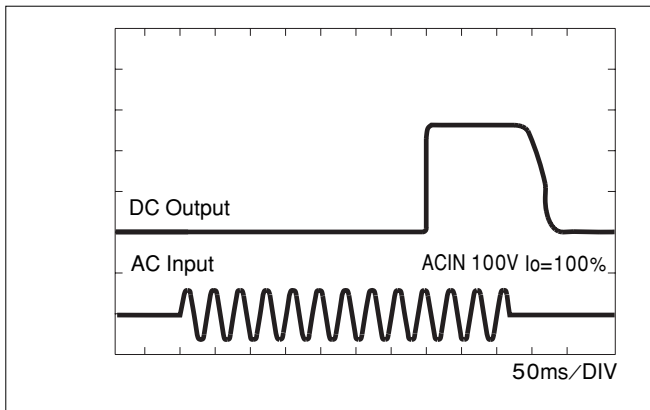 DC Output
AC Input
ACIN 100V Io=100%
50ms／DIV